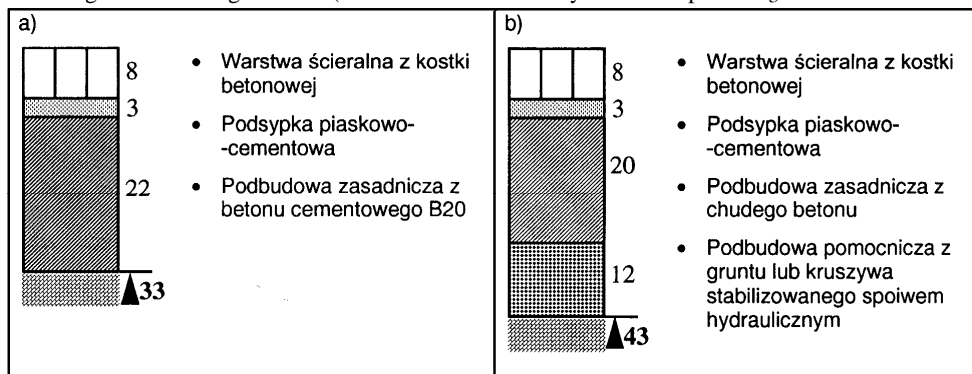 a)
8
3
22
33
• Warstwa ścieralna z kostki
betonowej
• Podsypka piaskowo-
-cementowa
• Podbudowa zasadnicza z
betonu cementowego B20
b)
8
3
20
12
43
• Warstwa ścieralna z kostki
betonowej
• Podsypka piaskowo-
-cementowa
• Podbudowa zasadnicza z
chudego betonu
• Podbudowa pomocnicza z
gruntu lub kruszywa
stabilizowanego spoiwem
hydraulicznym